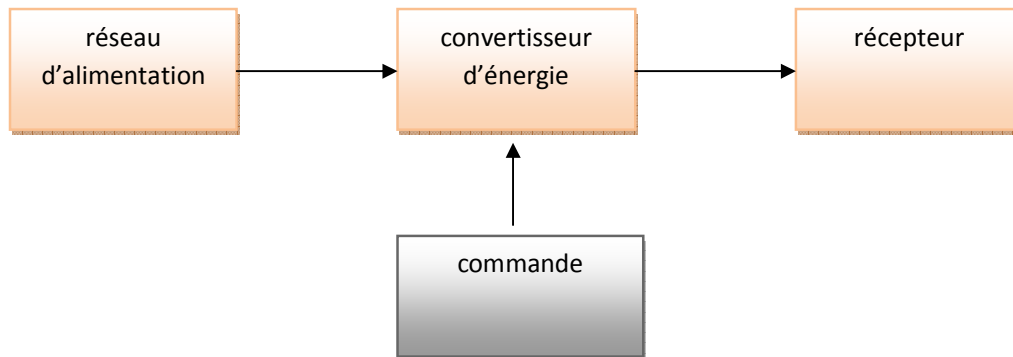 réseau
d’alimentation
convertisseur
d’énergie
récepteur
commande